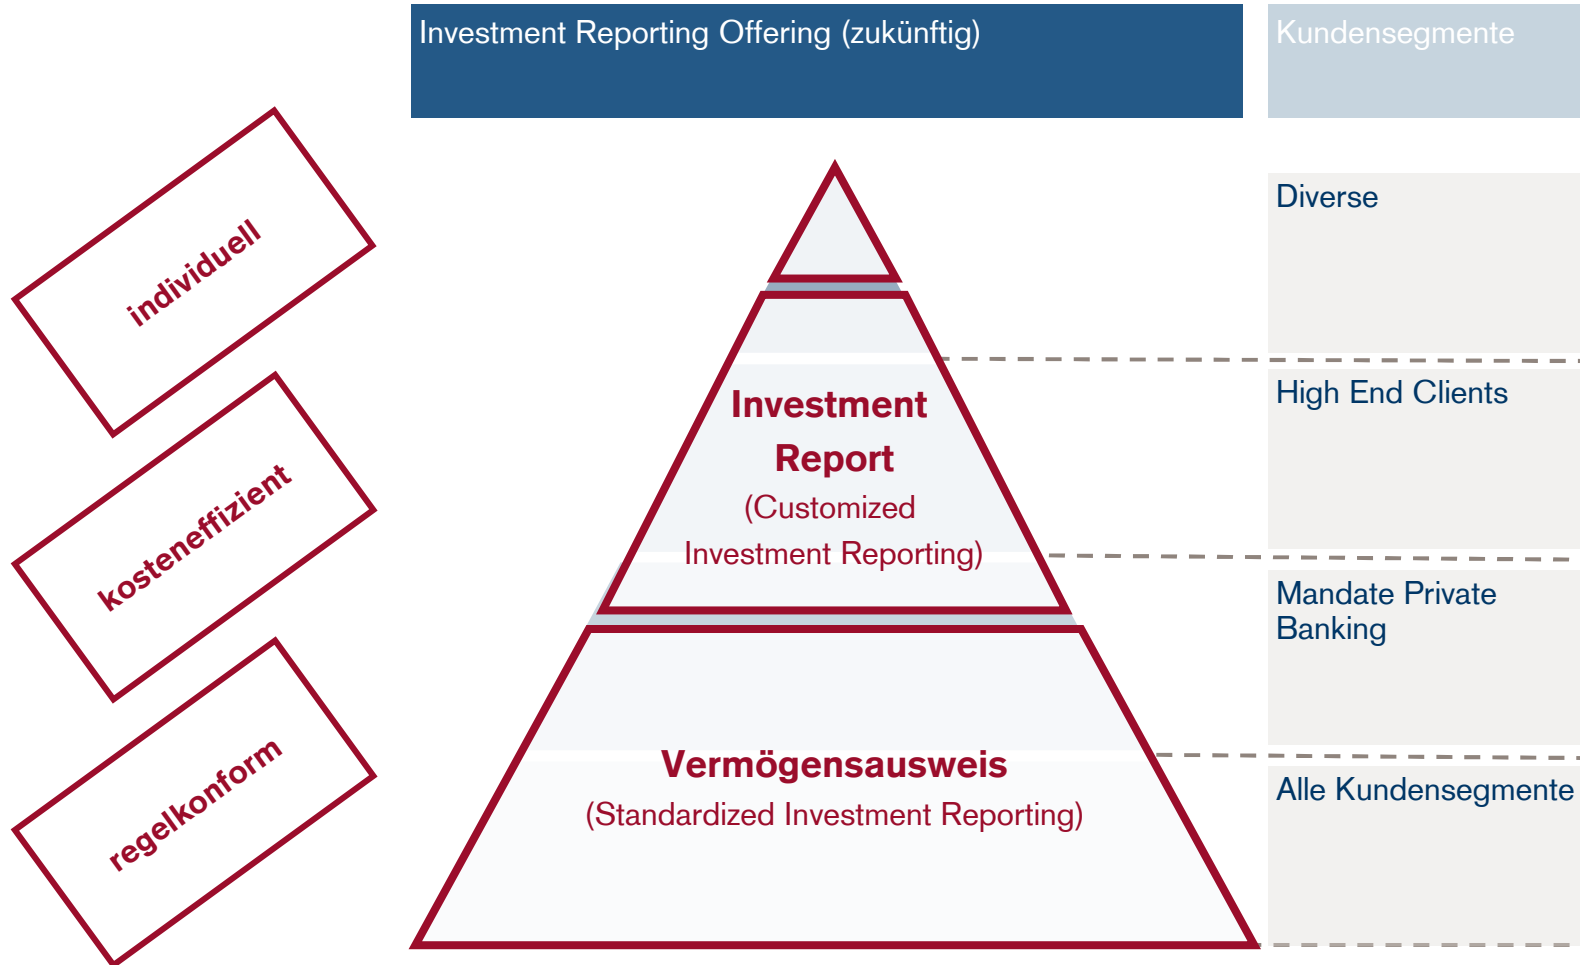 Investment Reporting Offering (zukünftig)
Kundensegmente
individuell
kosteneffizient
regelkonform
Investment
Report
(Customized
Investment Reporting)
Vermögensausweis
(Standardized Investment Reporting)
Diverse
High End Clients
Mandate Private
Banking
Alle Kundensegmente